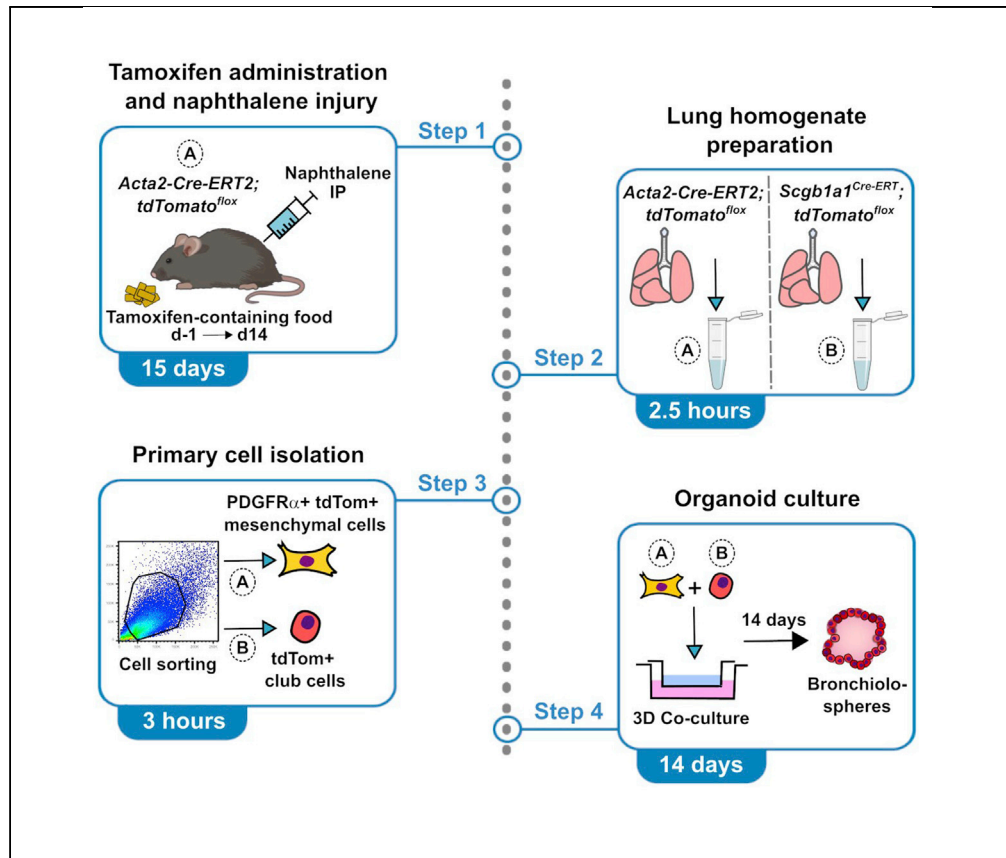 Tamoxifen administration
and naphthalene injury
Step 1
A
Acta2-Cre-ERT2;
tdTomato^flox
Naphthalene
IP
Tamoxifen-containing food
d-1 → d14
15 days
Lung homogenate
preparation
Step 2
Acta2-Cre-ERT2;
tdTomato^flox
Scgb1a1^Cre-ERT;
tdTomato^flox
A
B
2.5 hours
Primary cell isolation
Step 3
PDGFRα+ tdTom+
mesenchymal cells
A
B
Cell sorting
tdTom+
club cells
3 hours
Organoid culture
Step 4
A
B
+
14 days
3D Co-culture
Bronchiolo-
spheres
14 days